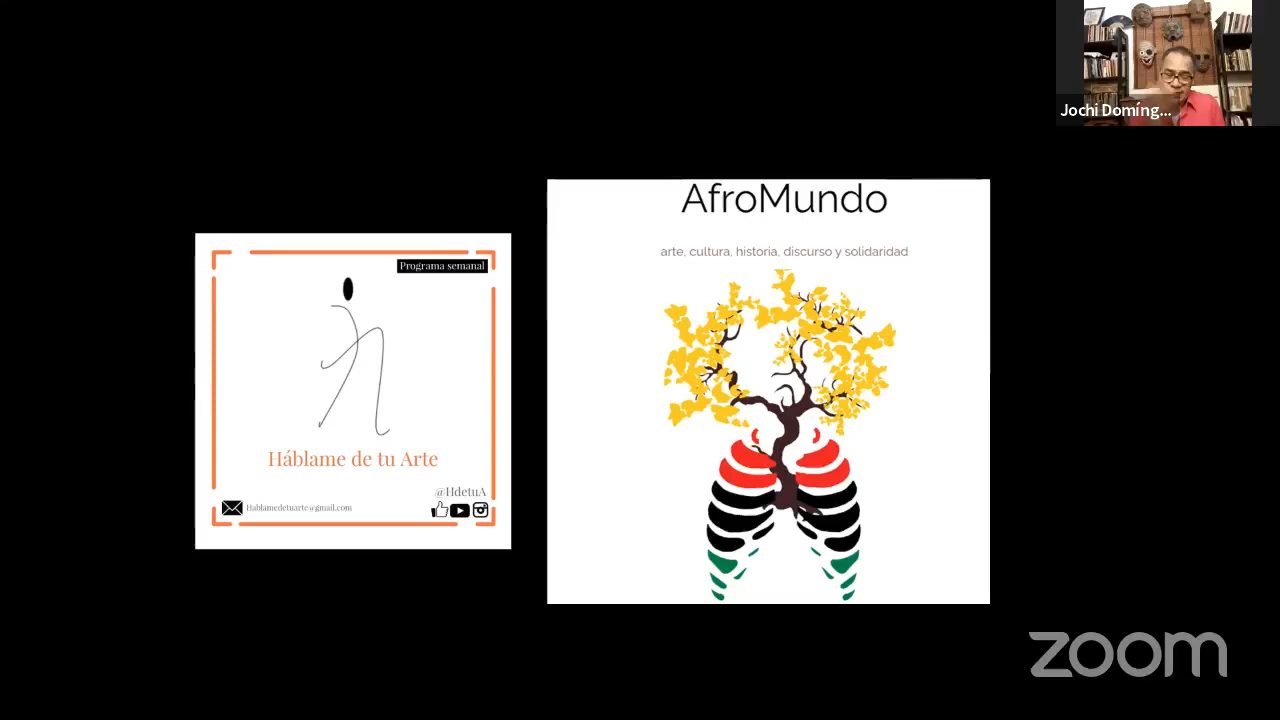 Jochi Domíng...
AfroMundo
arte, cultura, historia, discurso y solidaridad
Programa semanal
Háblame de tu Arte
@HdetuA
Hablamedetuarte@gmail.com
zoom